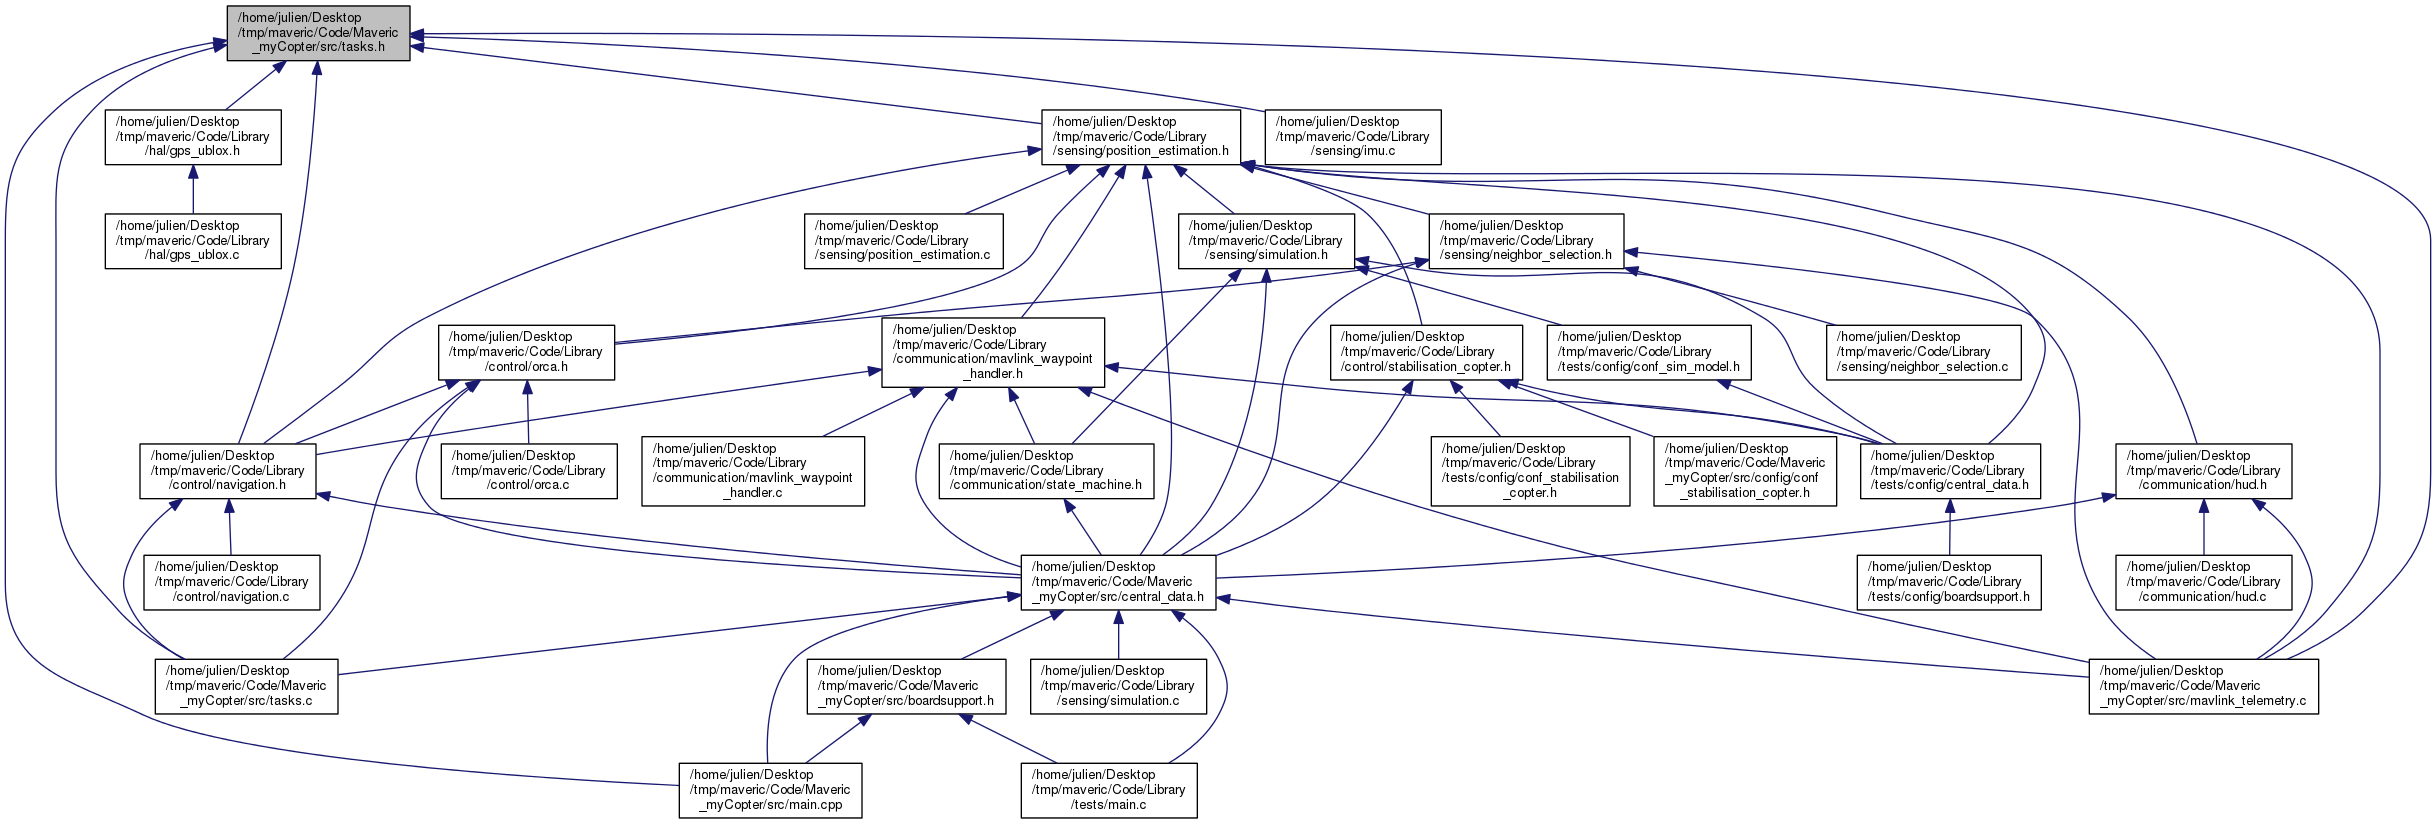 /home/julien/Desktop
/tmp/maveric/Code/Maveric
_myCopter/src/tasks.h
/home/julien/Desktop
/tmp/maveric/Code/Library
/hal/gps_ublox.h
/home/julien/Desktop
/tmp/maveric/Code/Library
/sensing/position_estimation.h
/home/julien/Desktop
/tmp/maveric/Code/Library
/sensing/imu.c
/home/julien/Desktop
/tmp/maveric/Code/Library
/hal/gps_ublox.c
/home/julien/Desktop
/tmp/maveric/Code/Library
/sensing/position_estimation.c
/home/julien/Desktop
/tmp/maveric/Code/Library
/sensing/simulation.h
/home/julien/Desktop
/tmp/maveric/Code/Library
/sensing/neighbor_selection.h
/home/julien/Desktop
/tmp/maveric/Code/Library
/control/orca.h
/home/julien/Desktop
/tmp/maveric/Code/Library
/communication/mavlink_waypoint
_handler.h
/home/julien/Desktop
/tmp/maveric/Code/Library
/control/stabilisation_copter.h
/home/julien/Desktop
/tmp/maveric/Code/Library
/tests/config/conf_sim_model.h
/home/julien/Desktop
/tmp/maveric/Code/Library
/sensing/neighbor_selection.c
/home/julien/Desktop
/tmp/maveric/Code/Library
/control/navigation.h
/home/julien/Desktop
/tmp/maveric/Code/Library
/control/orca.c
/home/julien/Desktop
/tmp/maveric/Code/Library
/communication/mavlink_waypoint
_handler.c
/home/julien/Desktop
/tmp/maveric/Code/Library
/communication/state_machine.h
/home/julien/Desktop
/tmp/maveric/Code/Library
/tests/config/conf_stabilisation
_copter.h
/home/julien/Desktop
/tmp/maveric/Code/Maveric
_myCopter/src/config/conf
_stabilisation_copter.h
/home/julien/Desktop
/tmp/maveric/Code/Library
/tests/config/central_data.h
/home/julien/Desktop
/tmp/maveric/Code/Library
/communication/hud.h
/home/julien/Desktop
/tmp/maveric/Code/Library
/control/navigation.c
/home/julien/Desktop
/tmp/maveric/Code/Maveric
_myCopter/src/central_data.h
/home/julien/Desktop
/tmp/maveric/Code/Library
/tests/config/boardsupport.h
/home/julien/Desktop
/tmp/maveric/Code/Library
/communication/hud.c
/home/julien/Desktop
/tmp/maveric/Code/Maveric
_myCopter/src/tasks.c
/home/julien/Desktop
/tmp/maveric/Code/Maveric
_myCopter/src/boardsupport.h
/home/julien/Desktop
/tmp/maveric/Code/Library
/sensing/simulation.c
/home/julien/Desktop
/tmp/maveric/Code/Maveric
_myCopter/src/mavlink_telemetry.c
/home/julien/Desktop
/tmp/maveric/Code/Maveric
_myCopter/src/main.cpp
/home/julien/Desktop
/tmp/maveric/Code/Library
/tests/main.c